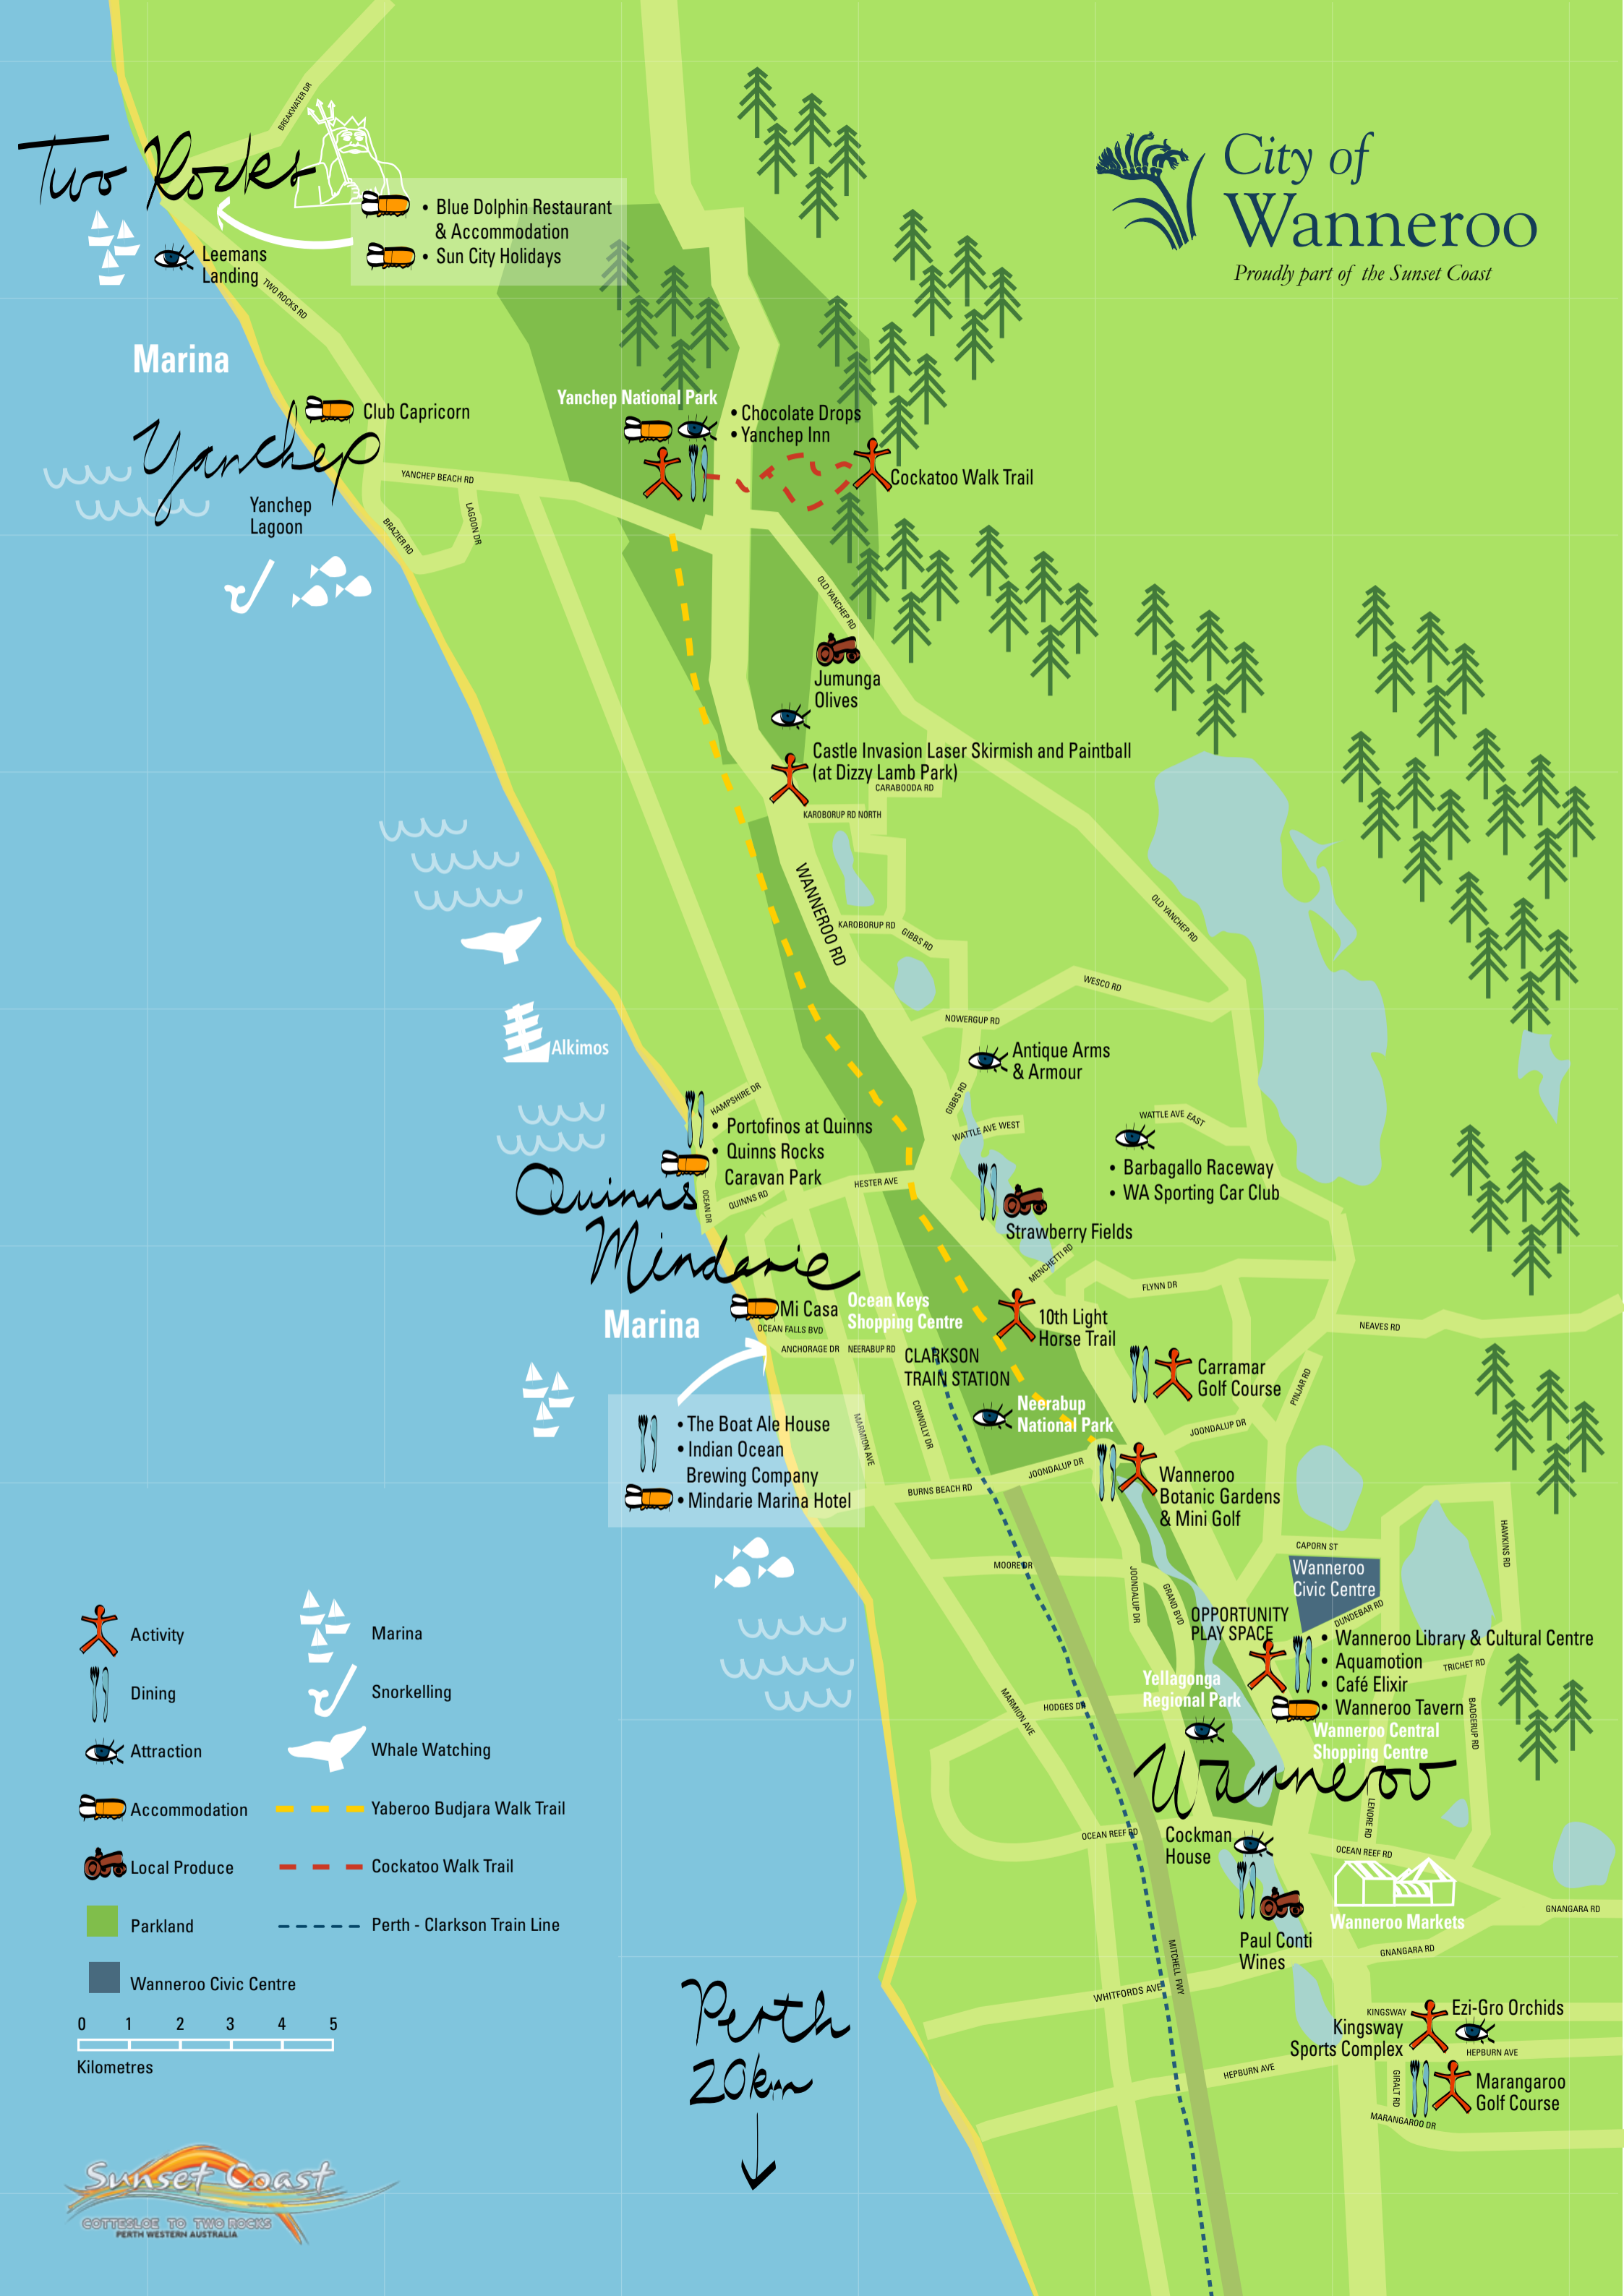 BREAKWATER DR
Two Rocks
City of
Wanneroo
Proudly part of the Sunset Coast
• Blue Dolphin Restaurant
& Accommodation
• Sun City Holidays
Leemans
Landing
TWO ROCKS RD
Marina
Yanchep National Park
• Chocolate Drops
• Yanchep Inn
Club Capricorn
Yanchep
YANCHEP BEACH RD
Cockatoo Walk Trail
Yanchep
Lagoon
LAGOON DR
BRAZIER RD
OLD YANCHEP RD
Jumunga
Olives
Castle Invasion Laser Skirmish and Paintball
(at Dizzy Lamb Park)
CARABOODA RD
KAROBORUP RD NORTH
WANNEROO RD
KAROBORUP RD
GIBBS RD
OLD YANCHEP RD
WESCO RD
NOWERGUP RD
Alkimos
Antique Arms
& Armour
GIBBS RD
HAMPSHIRE DR
• Portofinos at Quinns
• Quinns Rocks
Caravan Park
WATTLE AVE EAST
WATTLE AVE WEST
• Barbagallo Raceway
• WA Sporting Car Club
HESTER AVE
Quinns
OCEAN DR
QUINNS RD
Strawberry Fields
Mindarie
MENCHETTI RD
FLYNN DR
Marina
Mi Casa
Ocean Keys
Shopping Centre
OCEAN FALLS BVD
10th Light
Horse Trail
NEAVES RD
ANCHORAGE DR
NEERABUP RD
CLARKSON
TRAIN STATION
Carramar
Golf Course
PINJAR RD
Neerabup
National Park
• The Boat Ale House
• Indian Ocean
Brewing Company
• Mindarie Marina Hotel
MARMION AVE
CONNOLLY DR
JOONDALUP DR
JOONDALUP DR
BURNS BEACH RD
Wanneroo
Botanic Gardens
& Mini Golf
HAWKINS RD
CAPORN ST
MOORE DR
Wanneroo
Civic Centre
JOONDALUP DR
GRAND BVD
DUNDEBAR RD
OPPORTUNITY
PLAY SPACE
• Wanneroo Library & Cultural Centre
• Aquamotion
• Café Elixir
• Wanneroo Tavern
TRICHET RD
Yellagonga
Regional Park
HODGES DR
MARMION AVE
BADGERUP RD
Wanneroo Central
Shopping Centre
Wanneroo
LENORE RD
OCEAN REEF RD
Cockman
House
OCEAN REEF RD
Wanneroo Markets
GNANGARA RD
Paul Conti
Wines
GNANGARA RD
MITCHELL FWY
WHITFORDS AVE
KINGSWAY
Ezi-Gro Orchids
Kingsway
Sports Complex
HEPBURN AVE
HEPBURN AVE
GIRALT RD
Marangaroo
Golf Course
MARANGAROO DR
Activity
Marina
Dining
Snorkelling
Attraction
Whale Watching
Accommodation
Yaberoo Budjara Walk Trail
Local Produce
Cockatoo Walk Trail
Parkland
Perth - Clarkson Train Line
Wanneroo Civic Centre
0 1 2 3 4 5
Kilometres
Perth
20km
Sunset Coast
COTTESLOE TO TWO ROCKS
PERTH WESTERN AUSTRALIA